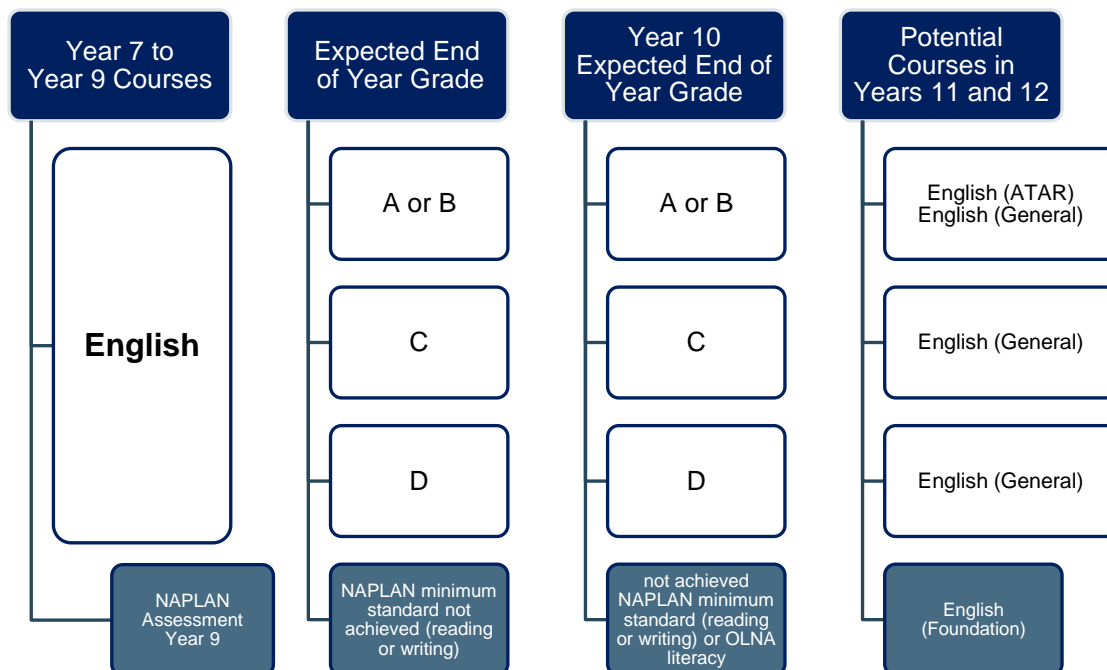 Year 7 to
Year 9 Courses
English
NAPLAN
Assessment
Year 9
Expected End
of Year Grade
A or B
C
D
NAPLAN minimum
standard not
achieved (reading
or writing)
Year 10
Expected End of
Year Grade
A or B
C
D
not achieved
NAPLAN minimum
standard (reading
or writing) or OLNA
literacy
Potential
Courses in
Years 11 and 12
English (ATAR)
English (General)
English (General)
English (General)
English
(Foundation)